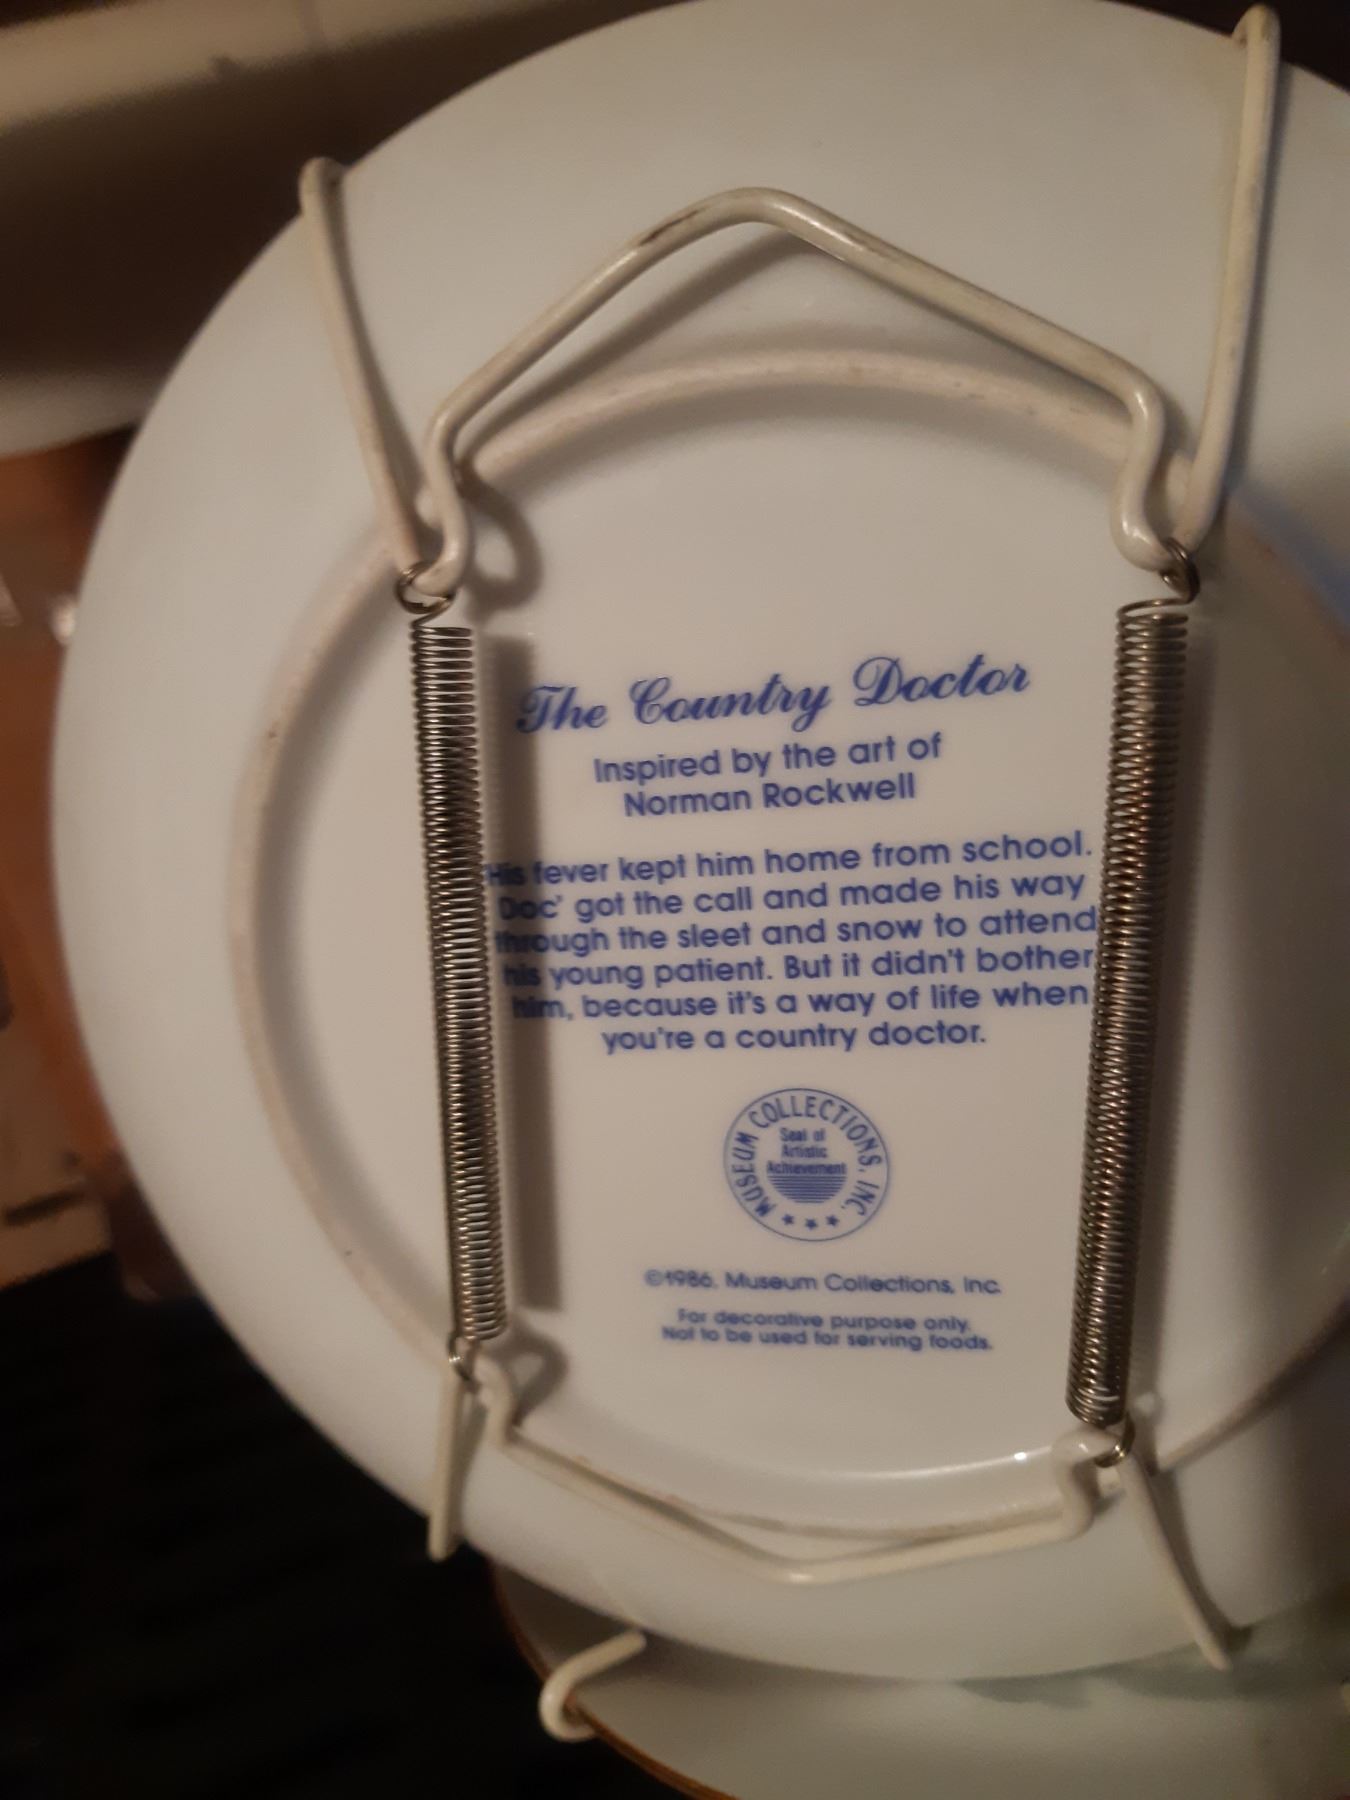 The Country Doctor
Inspired by the art of
Norman Rockwell
His fever kept him home from school.
Doc' got the call and made his way
through the sleet and snow to attend
his young patient. But it didn't bother
him, because it's a way of life when
you're a country doctor.
MUSEUM COLLECTIONS, INC.
Seal of
Artistic
Achievement
©1986, Museum Collections, Inc.
For decorative purpose only.
Not to be used for serving foods.